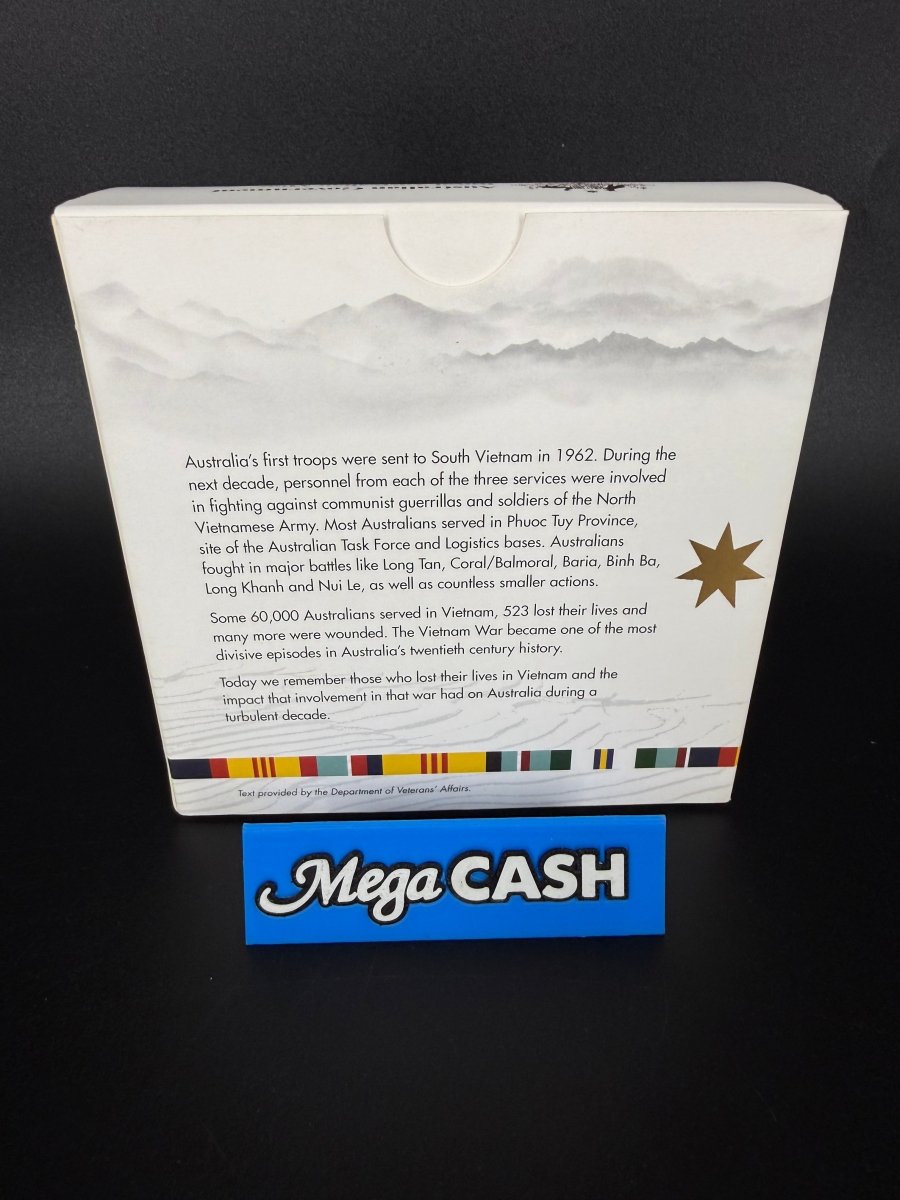 Australian Government
Australia's first troops were sent to South Vietnam in 1962. During the
next decade, personnel from each of the three services were involved
in fighting against communist guerrillas and soldiers of the North
Vietnamese Army. Most Australians served in Phuoc Tuy Province,
site of the Australian Task Force and Logistics bases. Australians
fought in major battles like Long Tan, Coral/Balmoral, Baria, Binh Ba,
Long Khanh and Nui Le, as well as countless smaller actions.
Some 60,000 Australians served in Vietnam, 523 lost their lives and
many more were wounded. The Vietnam War became one of the most
divisive episodes in Australia's twentieth century history.
Today we remember those who lost their lives in Vietnam and the
impact that involvement in that war had on Australia during a
turbulent decade.
Text provided by the Department of Veterans' Affairs.
Mega CASH